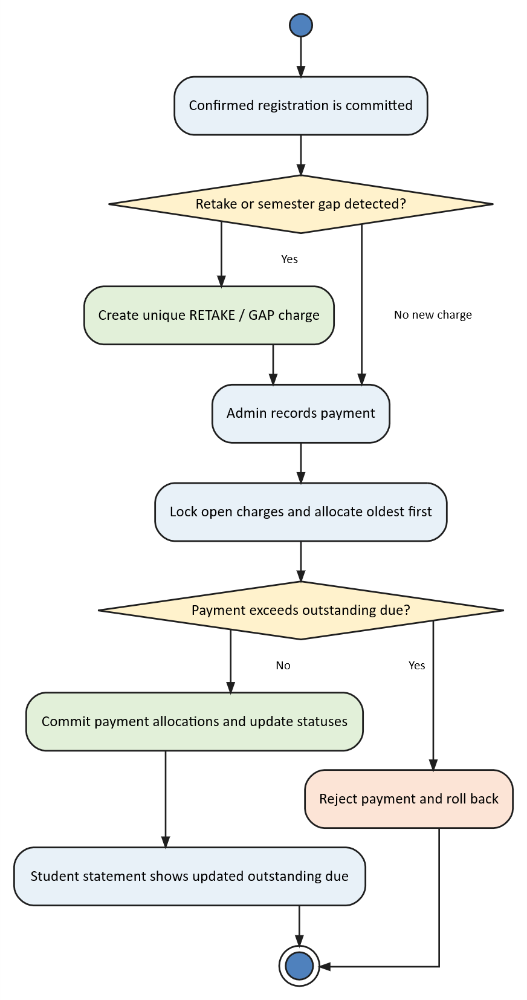 Confirmed registration is committed
Retake or semester gap detected?
Yes
Create unique RETAKE / GAP charge
No new charge
Admin records payment
Lock open charges and allocate oldest first
Payment exceeds outstanding due?
No
Yes
Commit payment allocations and update statuses
Reject payment and roll back
Student statement shows updated outstanding due